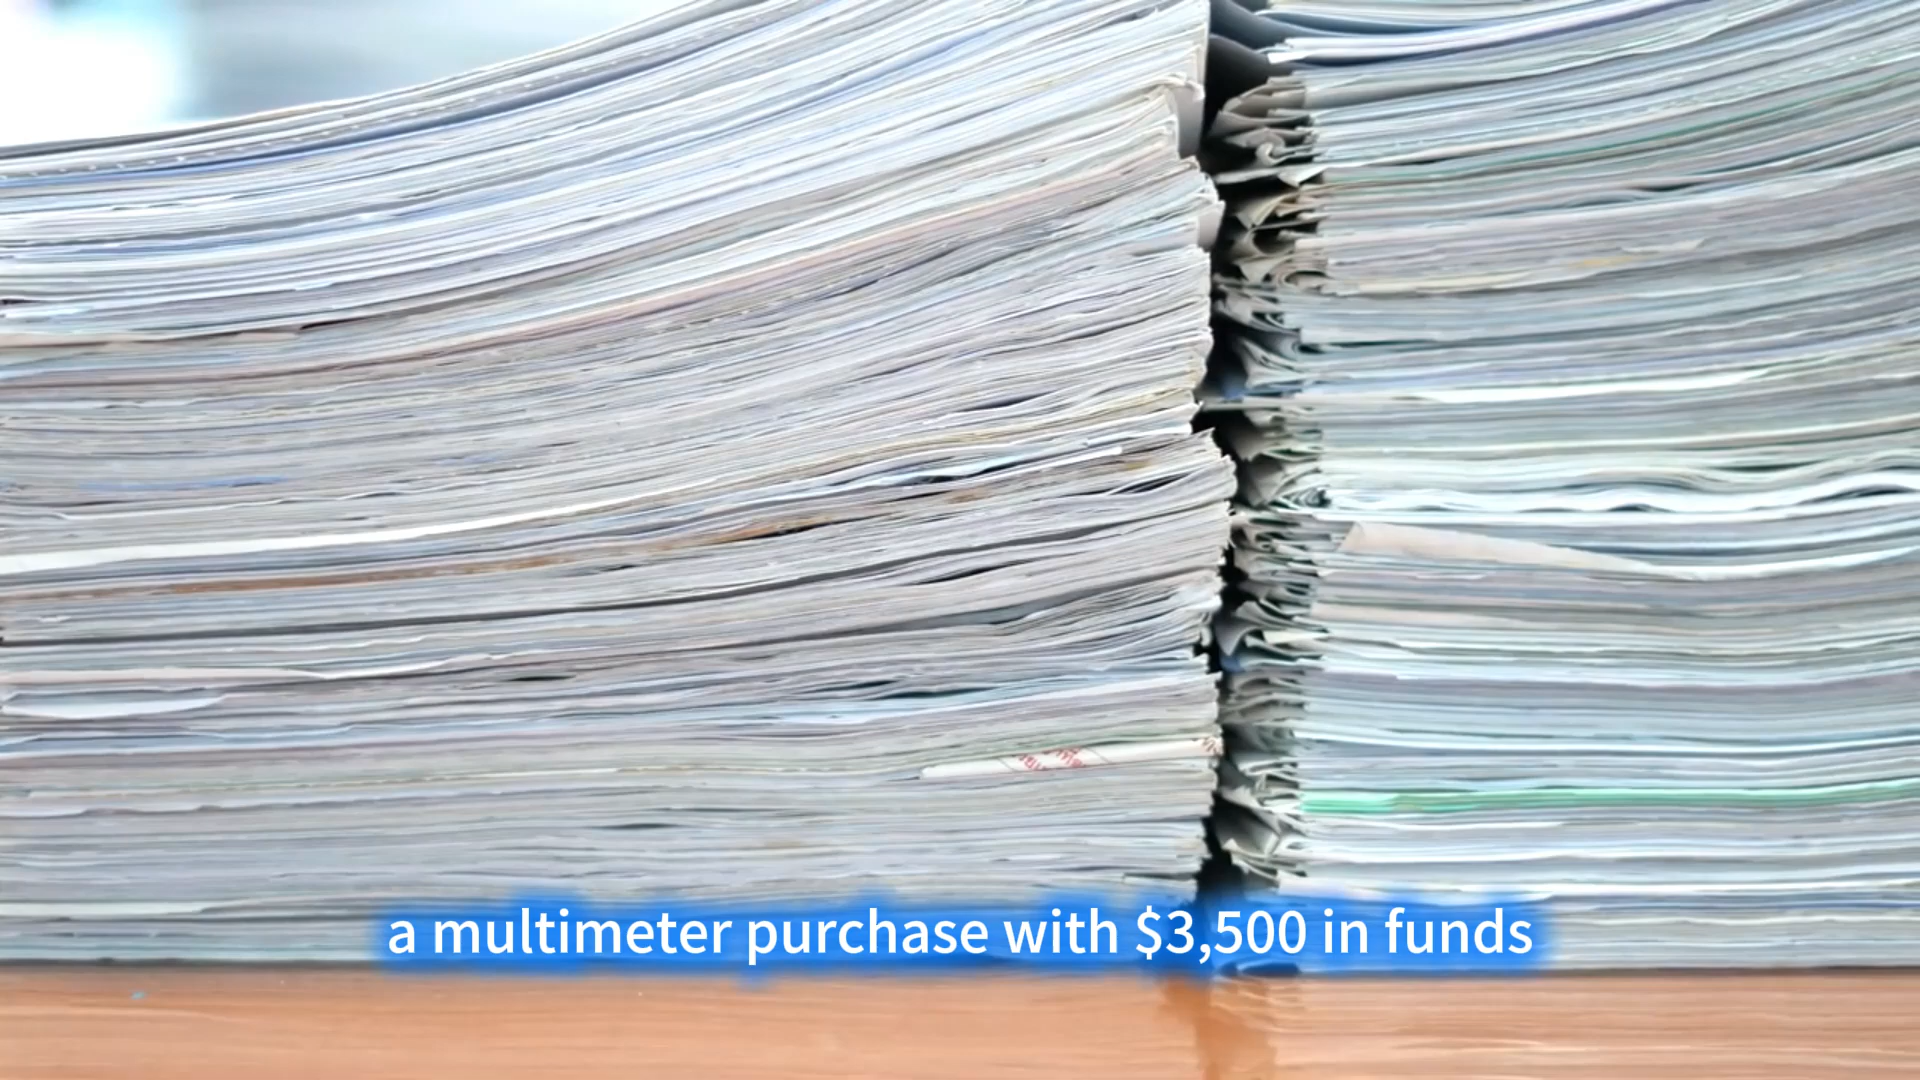 a multimeter purchase with $3,500 in funds